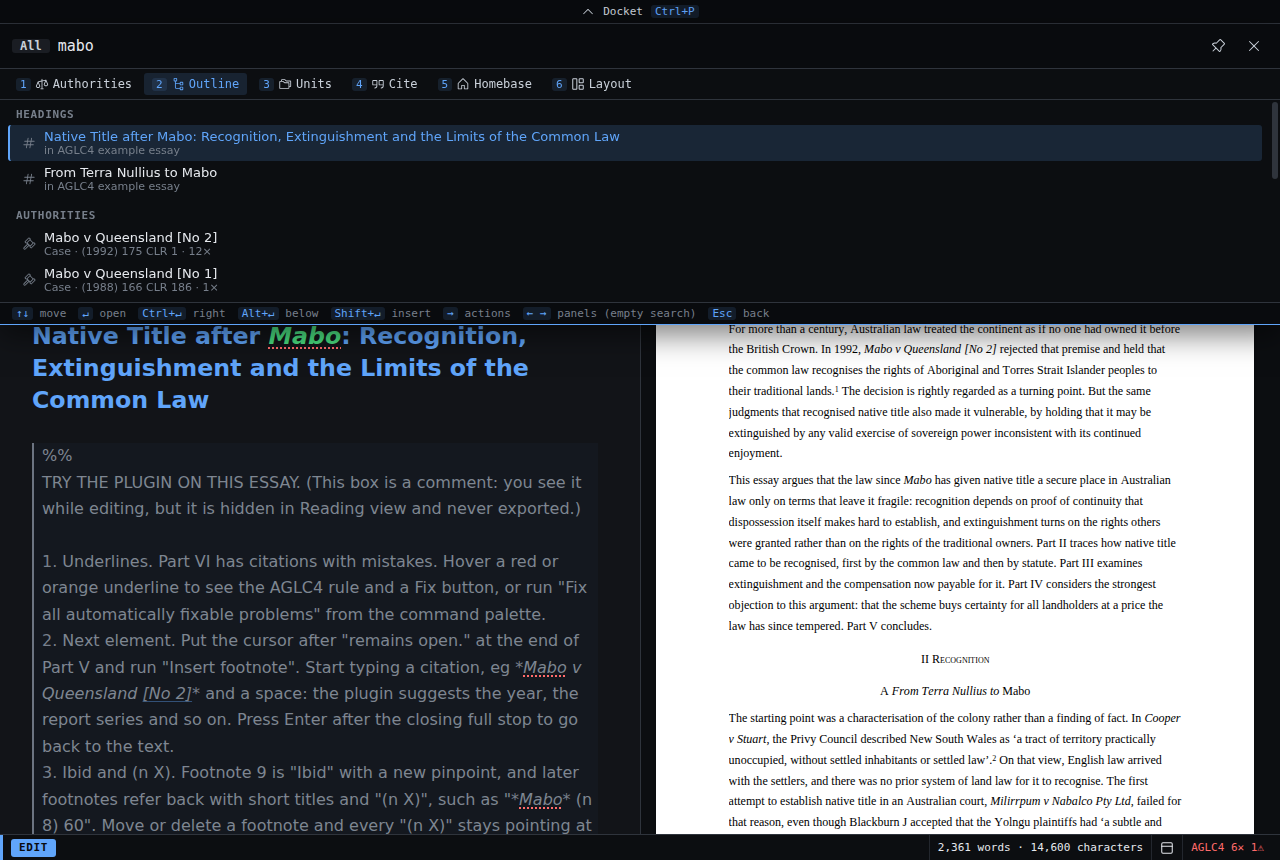 Docket Ctrl+P
All mabo
1 Authorities 2 Outline 3 Units 4 Cite 5 Homebase 6 Layout
HEADINGS
Native Title after Mabo: Recognition, Extinguishment and the Limits of the Common Law
in AGLC4 example essay
From Terra Nullius to Mabo
in AGLC4 example essay
AUTHORITIES
Mabo v Queensland [No 2]
Case · (1992) 175 CLR 1 · 12×
Mabo v Queensland [No 1]
Case · (1988) 166 CLR 186 · 1×
↑↓ move ↵ open Ctrl+↵ right Alt+↵ below Shift+↵ insert → actions ← → panels (empty search) Esc back
Native Title after Mabo: Recognition,
Extinguishment and the Limits of the
Common Law
%%
TRY THE PLUGIN ON THIS ESSAY. (This box is a comment: you see it
while editing, but it is hidden in Reading view and never exported.)
1. Underlines. Part VI has citations with mistakes. Hover a red or
orange underline to see the AGLC4 rule and a Fix button, or run "Fix
all automatically fixable problems" from the command palette.
2. Next element. Put the cursor after "remains open." at the end of
Part V and run "Insert footnote". Start typing a citation, eg *Mabo v
Queensland [No 2]* and a space: the plugin suggests the year, the
report series and so on. Press Enter after the closing full stop to go
back to the text.
3. Ibid and (n X). Footnote 9 is "Ibid" with a new pinpoint, and later
footnotes refer back with short titles and "(n X)", such as "*Mabo* (n
8) 60". Move or delete a footnote and every "(n X)" stays pointing at
For more than a century, Australian law treated the continent as if no one had owned it before
the British Crown. In 1992, Mabo v Queensland [No 2] rejected that premise and held that
the common law recognises the rights of Aboriginal and Torres Strait Islander peoples to
their traditional lands.1 The decision is rightly regarded as a turning point. But the same
judgments that recognised native title also made it vulnerable, by holding that it may be
extinguished by any valid exercise of sovereign power inconsistent with its continued
enjoyment.
This essay argues that the law since Mabo has given native title a secure place in Australian
law only on terms that leave it fragile: recognition depends on proof of continuity that
dispossession itself makes hard to establish, and extinguishment turns on the rights others
were granted rather than on the rights of the traditional owners. Part II traces how native title
came to be recognised, first by the common law and then by statute. Part III examines
extinguishment and the compensation now payable for it. Part IV considers the strongest
objection to this argument: that the scheme buys certainty for all landholders at a price the
law has since tempered. Part V concludes.
II Recognition
A From Terra Nullius to Mabo
The starting point was a characterisation of the colony rather than a finding of fact. In Cooper
v Stuart, the Privy Council described New South Wales as ‘a tract of territory practically
unoccupied, without settled inhabitants or settled law’.2 On that view, English law arrived
with the settlers, and there was no prior system of land law for it to recognise. The first
attempt to establish native title in an Australian court, Milirrpum v Nabalco Pty Ltd, failed for
that reason, even though Blackburn J accepted that the Yolngu plaintiffs had ‘a subtle and
EDIT
2,361 words · 14,600 characters AGLC4 6× 1⚠